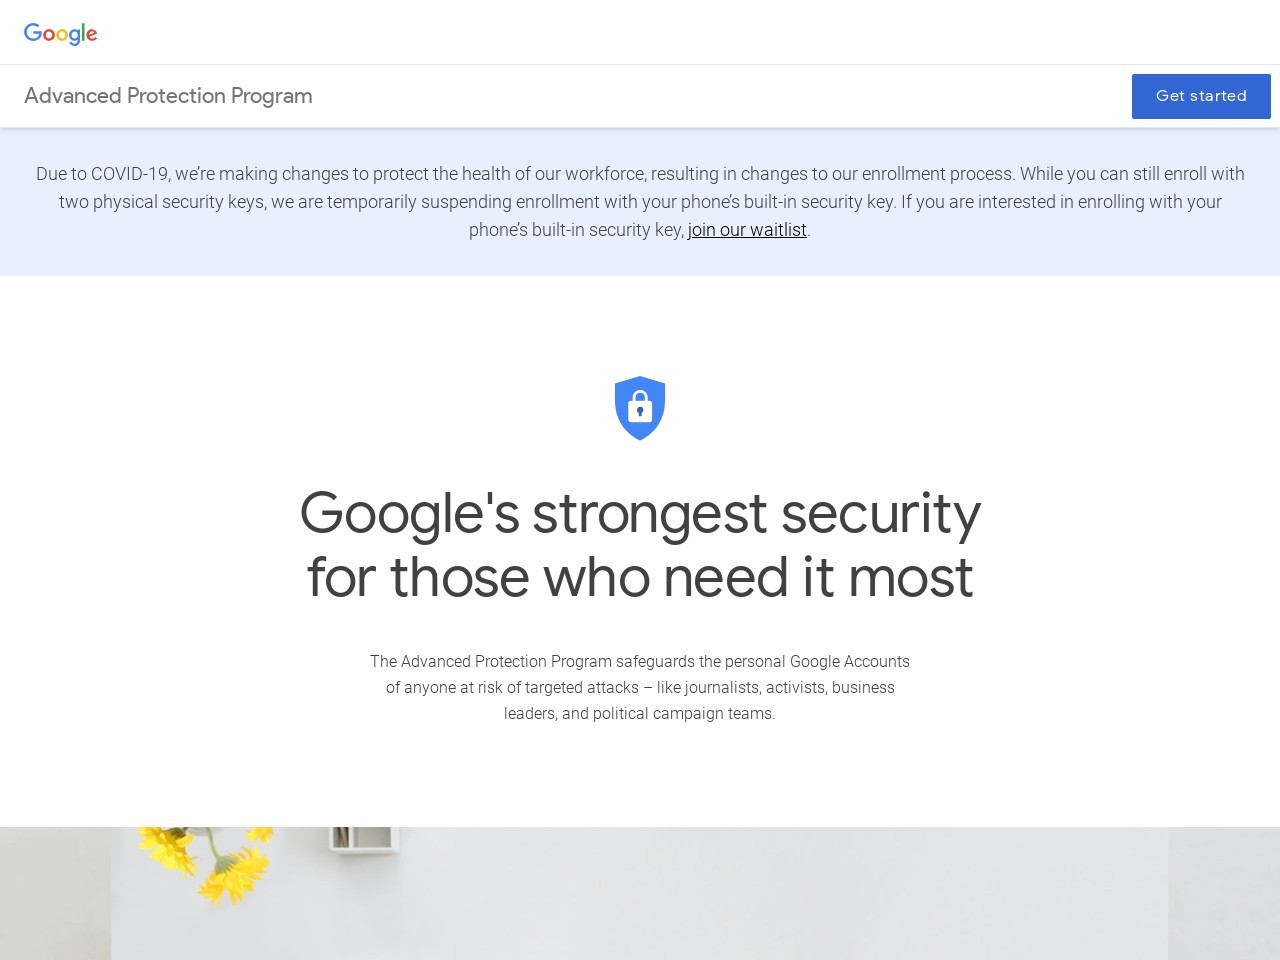 Google
Advanced Protection Program
Get started
Due to COVID-19, we’re making changes to protect the health of our workforce, resulting in changes to our enrollment process. While you can still enroll with
two physical security keys, we are temporarily suspending enrollment with your phone’s built-in security key. If you are interested in enrolling with your
phone’s built-in security key, join our waitlist.
Google's strongest security
for those who need it most
The Advanced Protection Program safeguards the personal Google Accounts
of anyone at risk of targeted attacks – like journalists, activists, business
leaders, and political campaign teams.